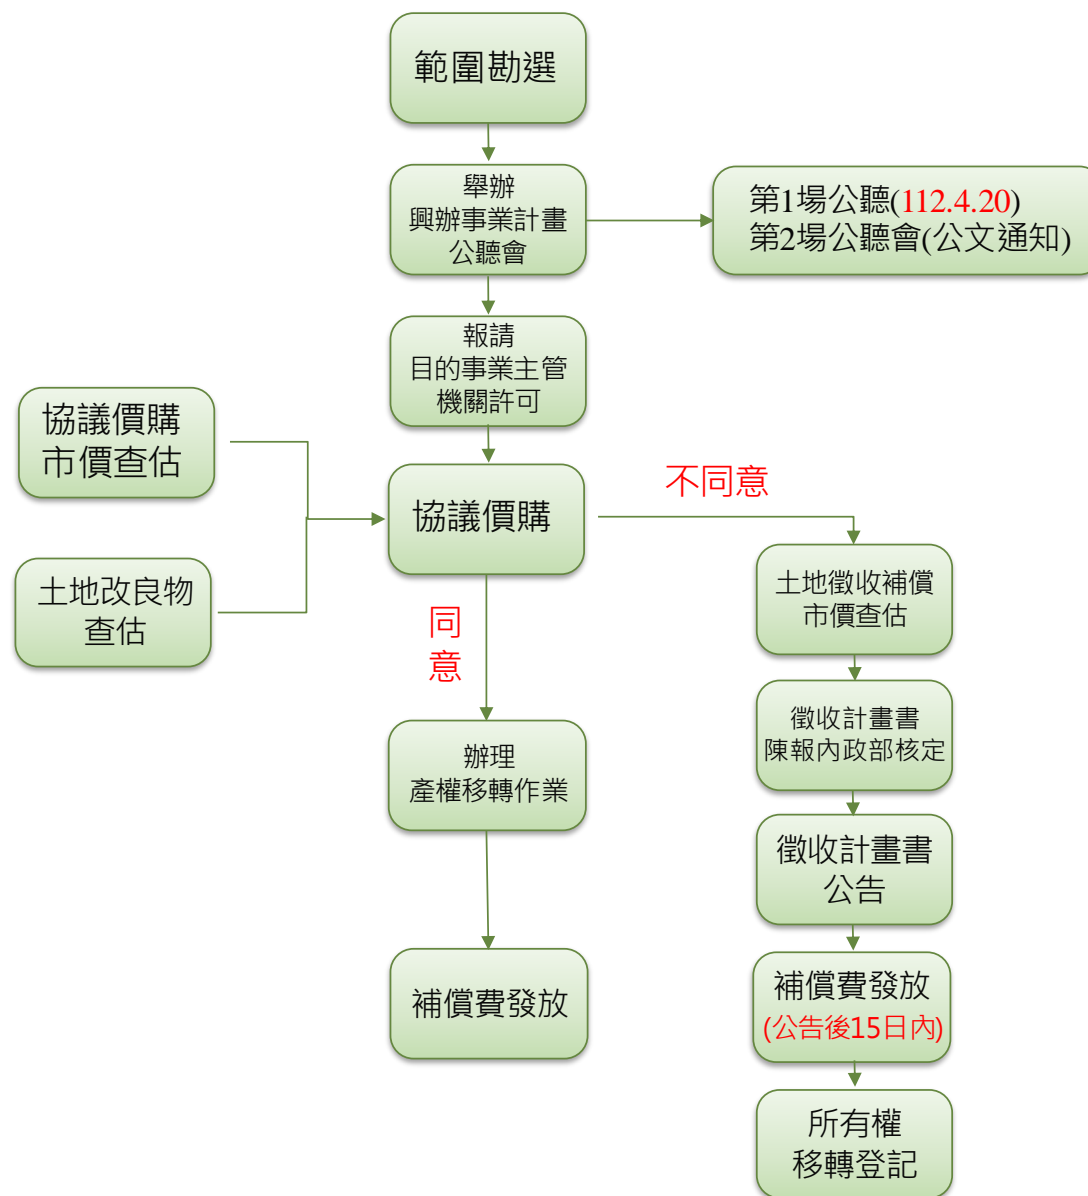 範圍勘選
舉辦
興辦事業計畫
公聽會
第1場公聽(112.4.20)
第2場公聽會(公文通知)
報請
目的事業主管
機關許可
協議價購
市價查估
土地改良物
查估
協議價購
不同意
同
意
土地徵收補償
市價查估
徵收計畫書
陳報內政部核定
辦理
產權移轉作業
徵收計畫書
公告
補償費發放
補償費發放
(公告後15日內)
所有權
移轉登記